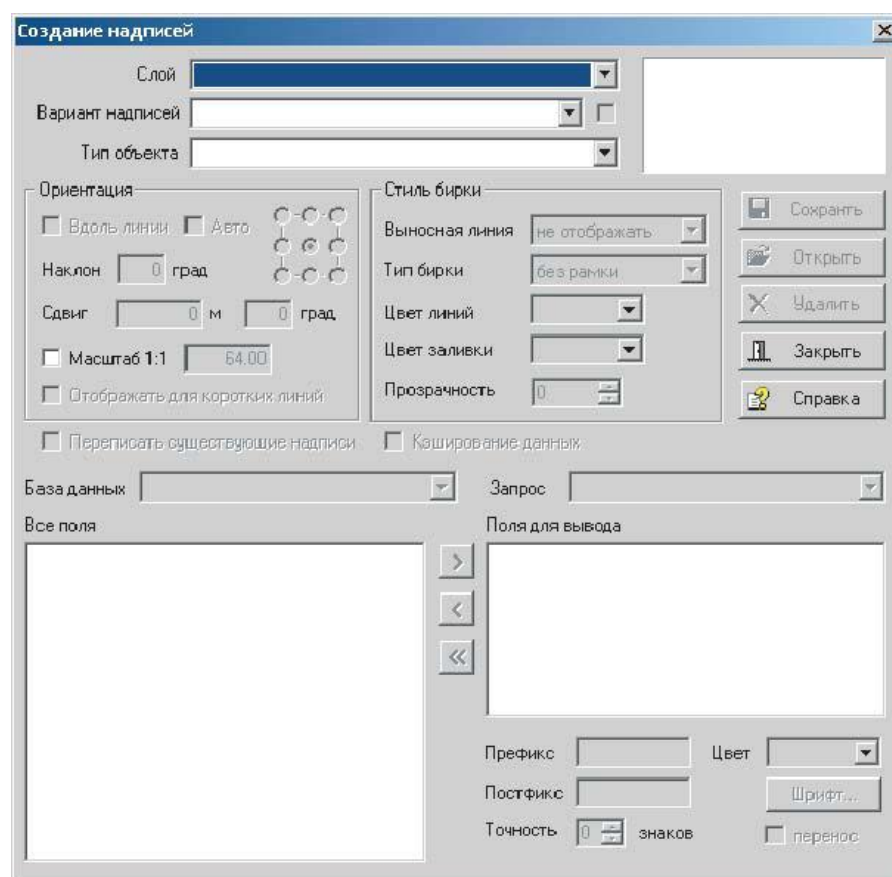 Создание надписей
Слой
Вариант надписей
Тип объекта
Ориентация
Вдоль линии Авто
Наклон 0 град
Сдвиг 0 м 0 град
Масштаб 1:1 64.00
Отображать для коротких линий
Стиль бирки
Выносная линия не отображать
Тип бирки без рамки
Цвет линий
Цвет заливки
Прозрачность 0
Сохранть
Открыть
Удалить
Закрыть
Справка
Переписать существующие надписи Кэширование данных
База данных Запрос
Все поля Поля для вывода
> 
<
<<
Префикс Цвет
Постфикс Шрифт...
Точность 0 знаков перенос